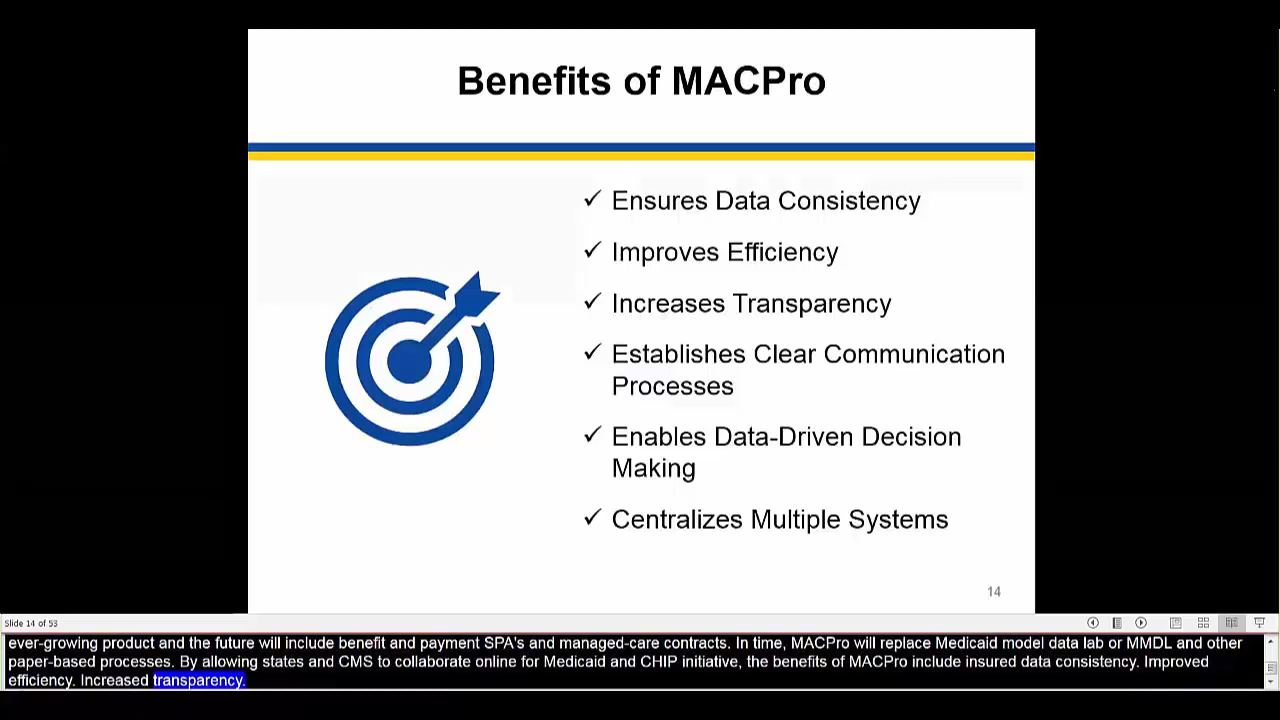 Benefits of MACPro
✓ Ensures Data Consistency
✓ Improves Efficiency
✓ Increases Transparency
✓ Establishes Clear Communication
Processes
✓ Enables Data-Driven Decision
Making
✓ Centralizes Multiple Systems
14
Slide 14 of 53
ever-growing product and the future will include benefit and payment SPA's and managed-care contracts. In time, MACPro will replace Medicaid model data lab or MMDL and other
paper-based processes. By allowing states and CMS to collaborate online for Medicaid and CHIP initiative, the benefits of MACPro include insured data consistency. Improved
efficiency. Increased transparency.